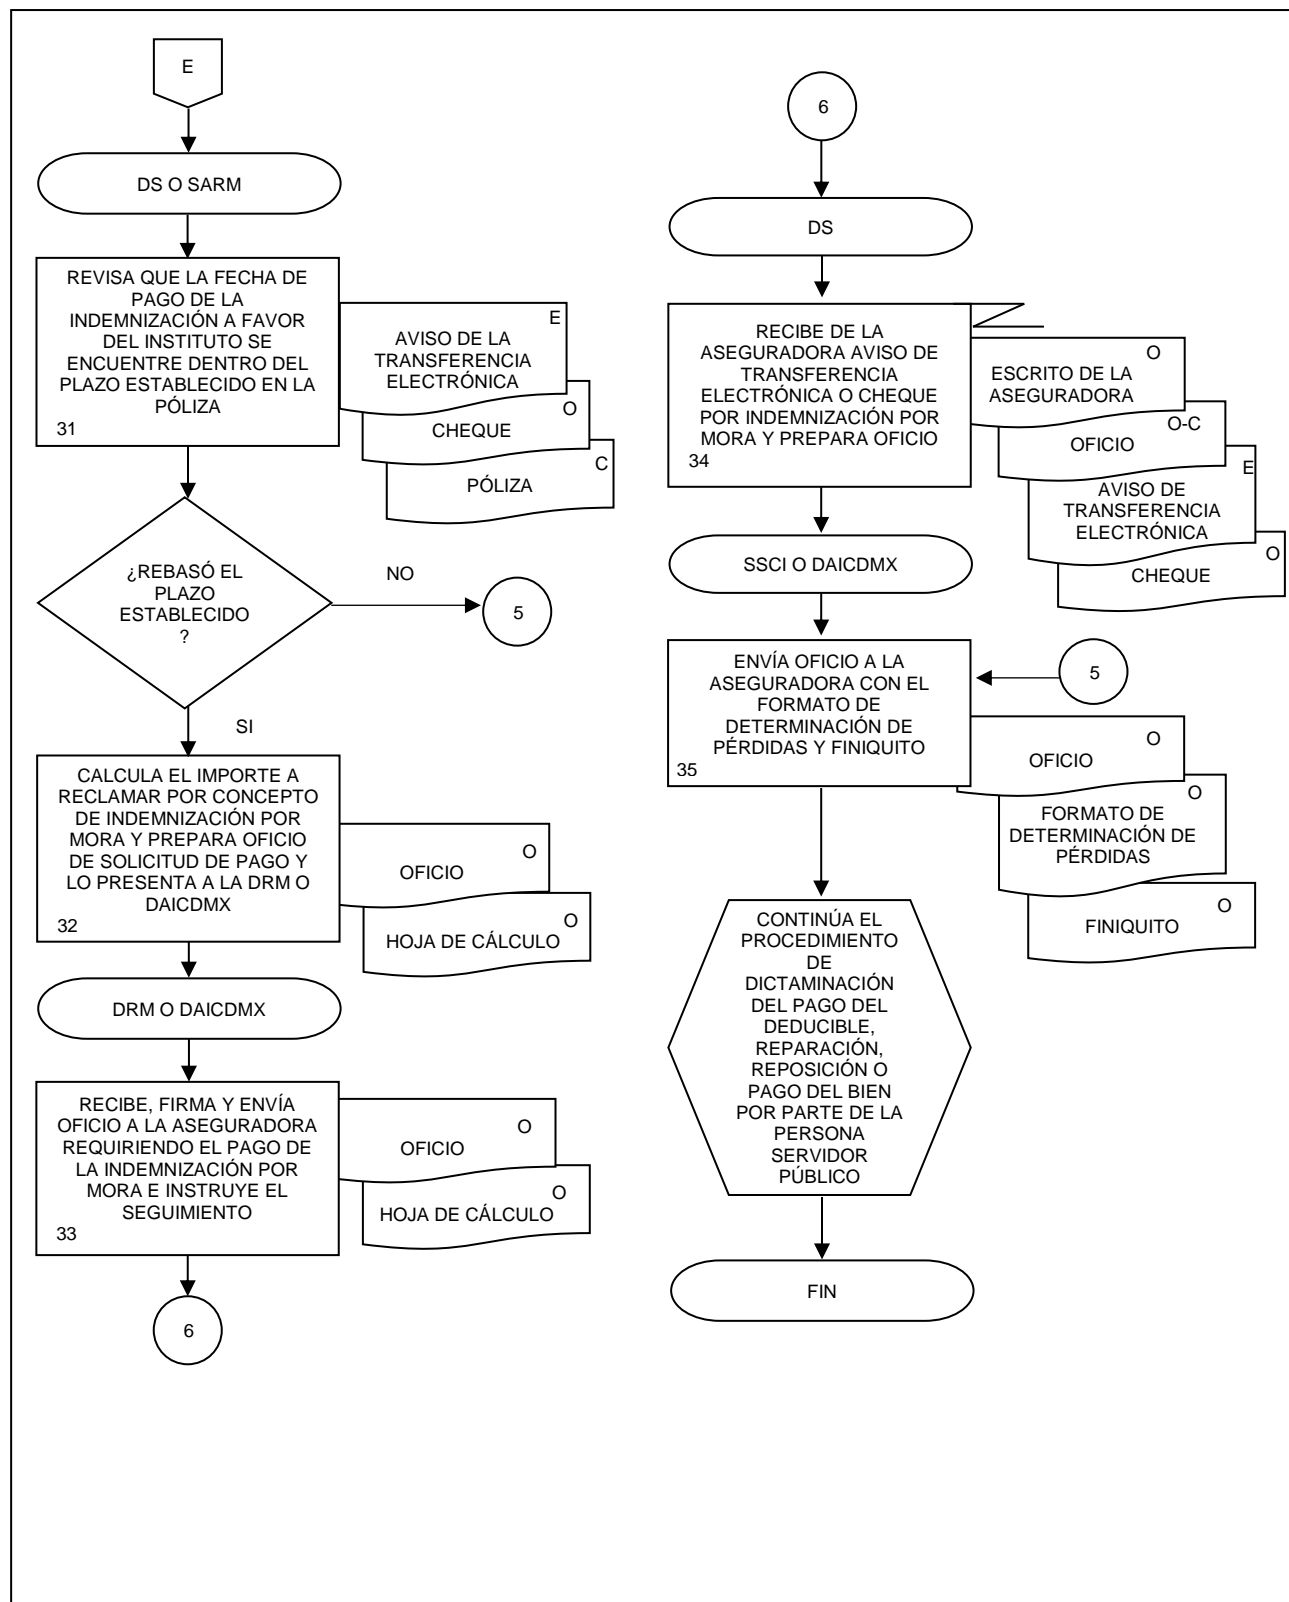 E
DS O SARM
REVISA QUE LA FECHA DE
PAGO DE LA
INDEMNIZACIÓN A FAVOR
DEL INSTITUTO SE
ENCUENTRE DENTRO DEL
PLAZO ESTABLECIDO EN LA
PÓLIZA
31
E
AVISO DE LA
TRANSFERENCIA
ELECTRÓNICA
O
CHEQUE
C
PÓLIZA
¿REBASÓ EL
PLAZO
ESTABLECIDO
?
NO
5
SI
CALCULA EL IMPORTE A
RECLAMAR POR CONCEPTO
DE INDEMNIZACIÓN POR
MORA Y PREPARA OFICIO
DE SOLICITUD DE PAGO Y
LO PRESENTA A LA DRM O
DAICDMX
32
O
OFICIO
O
HOJA DE CÁLCULO
DRM O DAICDMX
RECIBE, FIRMA Y ENVÍA
OFICIO A LA ASEGURADORA
REQUIRIENDO EL PAGO DE
LA INDEMNIZACIÓN POR
MORA E INSTRUYE EL
SEGUIMIENTO
33
O
OFICIO
O
HOJA DE CÁLCULO
6
6
DS
RECIBE DE LA
ASEGURADORA AVISO DE
TRANSFERENCIA
ELECTRÓNICA O CHEQUE
POR INDEMNIZACIÓN POR
MORA Y PREPARA OFICIO
34
O
ESCRITO DE LA
ASEGURADORA
O-C
OFICIO
E
AVISO DE
TRANSFERENCIA
ELECTRÓNICA
O
CHEQUE
SSCI O DAICDMX
ENVÍA OFICIO A LA
ASEGURADORA CON EL
FORMATO DE
DETERMINACIÓN DE
PÉRDIDAS Y FINIQUITO
35
5
O
OFICIO
O
FORMATO DE
DETERMINACIÓN DE
PÉRDIDAS
O
FINIQUITO
CONTINÚA EL
PROCEDIMIENTO
DE
DICTAMINACIÓN
DEL PAGO DEL
DEDUCIBLE,
REPARACIÓN,
REPOSICIÓN O
PAGO DEL BIEN
POR PARTE DE LA
PERSONA
SERVIDOR
PÚBLICO
FIN